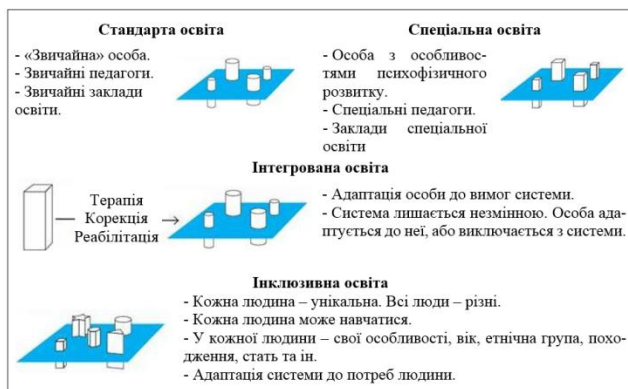 Стандарта освіта
- «Звичайна» особа.
- Звичайні педагоги.
- Звичайні заклади
освіти.
Спеціальна освіта
- Особа з особливос-
тями психофізичного
розвитку.
- Спеціальні педагоги.
- Заклади спеціальної
освіти
Інтегрована освіта
Терапія
Корекція
Реабілітація
- Адаптація особи до вимог системи.
- Система лишається незмінною. Особа ада-
птується до неї, або виключається з системи.
Інклюзивна освіта
- Кожна людина – унікальна. Всі люди – різні.
- Кожна людина може навчатися.
- У кожної людини – свої особливості, вік, етнічна група, похо-
дження, стать та ін.
- Адаптація системи до потреб людини.